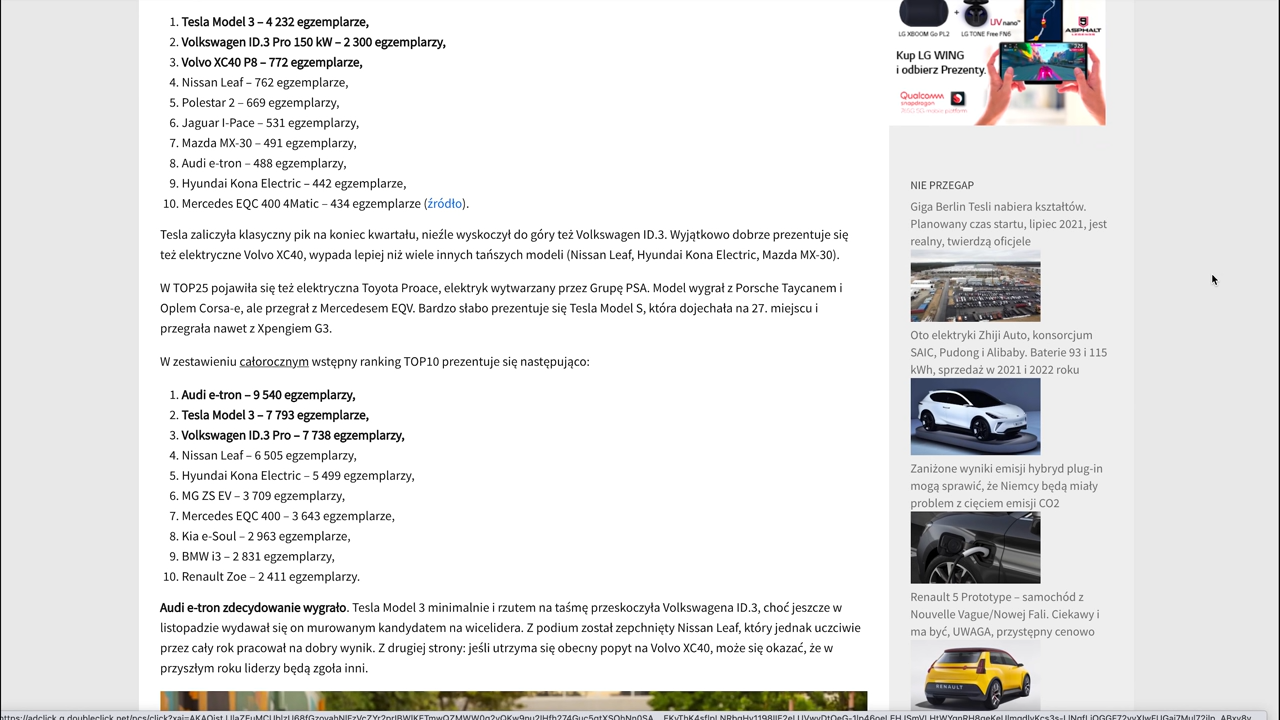 1. Tesla Model 3 – 4 232 egzemplarze,
2. Volkswagen ID.3 Pro 150 kW – 2 300 egzemplarzy,
3. Volvo XC40 P8 – 772 egzemplarze,
4. Nissan Leaf – 762 egzemplarze,
5. Polestar 2 – 669 egzemplarzy,
6. Jaguar I-Pace – 531 egzemplarzy,
7. Mazda MX-30 – 491 egzemplarzy,
8. Audi e-tron – 488 egzemplarzy,
9. Hyundai Kona Electric – 442 egzemplarze,
10. Mercedes EQC 400 4Matic – 434 egzemplarze (źródło).
Tesla zaliczyła klasyczny pik na koniec kwartału, nieźle wyskoczył do góry też Volkswagen ID.3. Wyjątkowo dobrze prezentuje się
też elektryczne Volvo XC40, wypada lepiej niż wiele innych tańszych modeli (Nissan Leaf, Hyundai Kona Electric, Mazda MX-30).
W TOP25 pojawiła się też elektryczna Toyota Proace, elektryk wytwarzany przez Grupę PSA. Model wygrał z Porsche Taycanem i
Oplem Corsa-e, ale przegrał z Mercedesem EQV. Bardzo słabo prezentuje się Tesla Model S, która dojechała na 27. miejscu i
przegrała nawet z Xpengiem G3.
W zestawieniu całorocznym wstępny ranking TOP10 prezentuje się następująco:
1. Audi e-tron – 9 540 egzemplarzy,
2. Tesla Model 3 – 7 793 egzemplarze,
3. Volkswagen ID.3 Pro – 7 738 egzemplarzy,
4. Nissan Leaf – 6 505 egzemplarzy,
5. Hyundai Kona Electric – 5 499 egzemplarzy,
6. MG ZS EV – 3 709 egzemplarzy,
7. Mercedes EQC 400 – 3 643 egzemplarze,
8. Kia e-Soul – 2 963 egzemplarze,
9. BMW i3 – 2 831 egzemplarzy,
10. Renault Zoe – 2 411 egzemplarzy.
Audi e-tron zdecydowanie wygrało. Tesla Model 3 minimalnie i rzutem na taśmę przeskoczyła Volkswagena ID.3, choć jeszcze w
listopadzie wydawał się on murowanym kandydatem na wicelidera. Z podium został zepchnięty Nissan Leaf, który jednak uczciwie
przez cały rok pracował na dobry wynik. Z drugiej strony: jeśli utrzyma się obecny popyt na Volvo XC40, może się okazać, że w
przyszłym roku liderzy będą zgoła inni.
LG XBOOM Go PL2
+
UVnano
LG TONE Free FN6
ASPHALT
Kup LG WING
i odbierz Prezenty.
Qualcomm
snapdragon
NIE PRZEGAP
Giga Berlin Tesli nabiera kształtów.
Planowany czas startu, lipiec 2021, jest
realny, twierdzą oficjele
Oto elektryki Zhiji Auto, konsorcjum
SAIC, Pudong i Alibaby. Baterie 93 i 115
kWh, sprzedaż w 2021 i 2022 roku
Zaniżone wyniki emisji hybryd plug-in
mogą sprawić, że Niemcy będą miały
problem z cięciem emisji CO2
Renault 5 Prototype – samochód z
Nouvelle Vague/Nowej Fali. Ciekawy i
ma być, UWAGA, przystępny cenowo
RENAULT